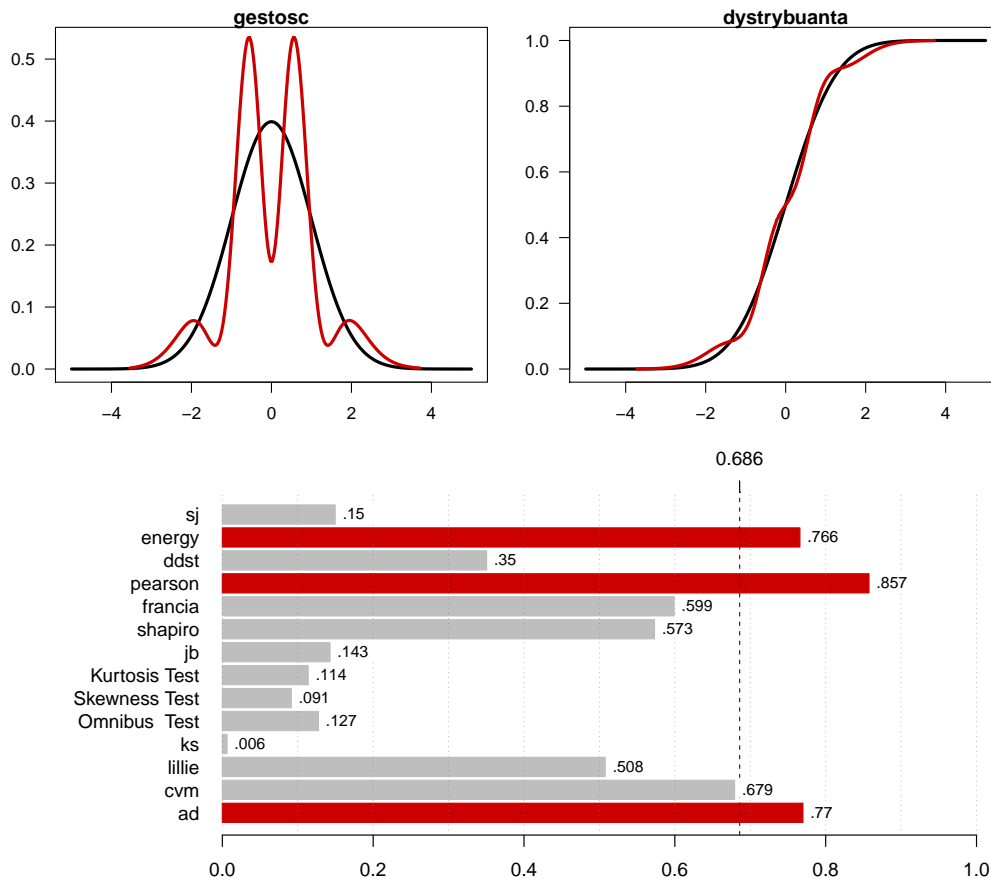 gestosc
0.5
0.4
0.3
0.2
0.1
0.0
−4 −2 0 2 4
dystrybuanta
1.0
0.8
0.6
0.4
0.2
0.0
−4 −2 0 2 4
0.686
sj .15
energy .766
ddst .35
pearson .857
francia .599
shapiro .573
jb .143
Kurtosis Test .114
Skewness Test .091
Omnibus  Test .127
ks .006
lillie .508
cvm .679
ad .77
0.0 0.2 0.4 0.6 0.8 1.0